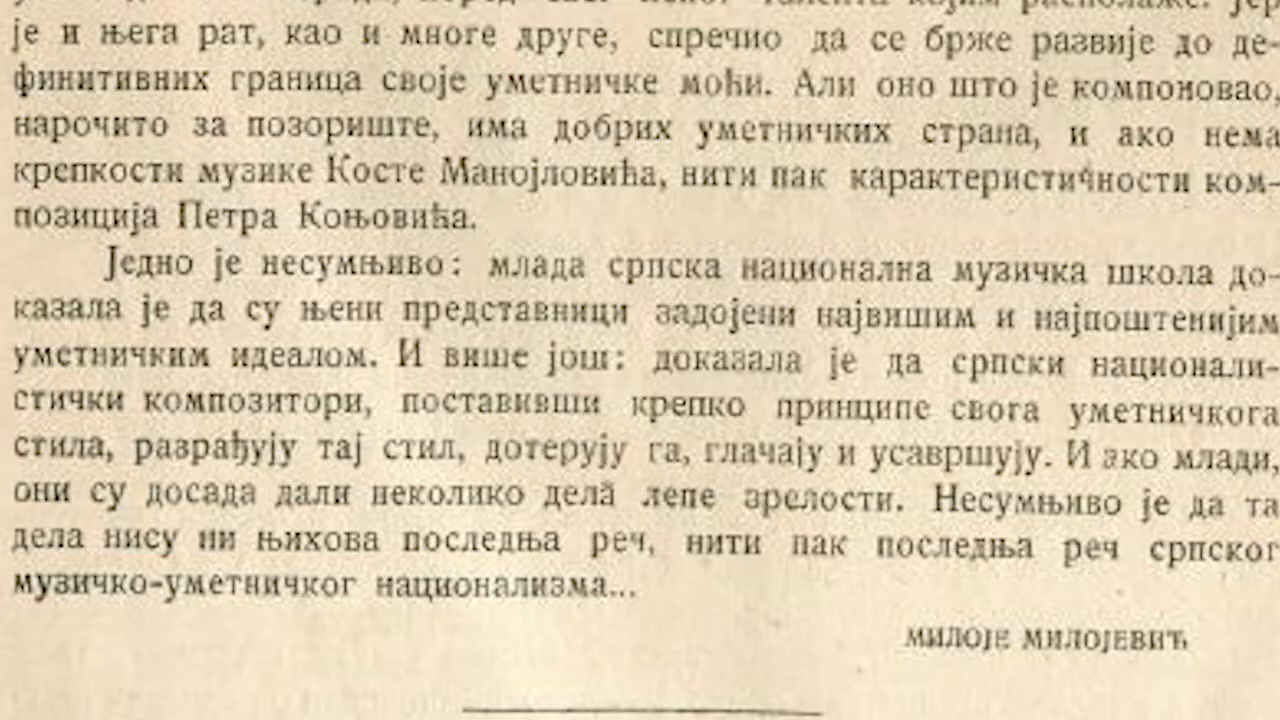 талента којим располаже. Јер
је и њега рат, као и многе друге, спречио да се брже развије до де-
финитивних граница своје уметничке моћи. Али оно што је компоновао,
нарочито за позориште, има добрих уметничких страна, и ако нема
крепкости музике Косте Манојловића, нити пак карактеристичности ком-
позиција Петра Коњовића.
Једно је несумњиво: млада српска национална музичка школа до-
казала је да су њени представници задојени највишим и најпоштенијим
уметничким идеалом. И више још: доказала је да српски национали-
стички композитори, поставивши крепко принципе свога уметничкога
стила, разрађују тај стил, дотерују га, глачају и усавршују. И ако млади,
они су досада дали неколико дела̄ лепе зрелости. Несумњиво је да та
дела нису ни њихова последња реч, нити пак последња реч српског
музичко-уметничког национализма...
МИЛОЈЕ МИЛОЈЕВИЋ